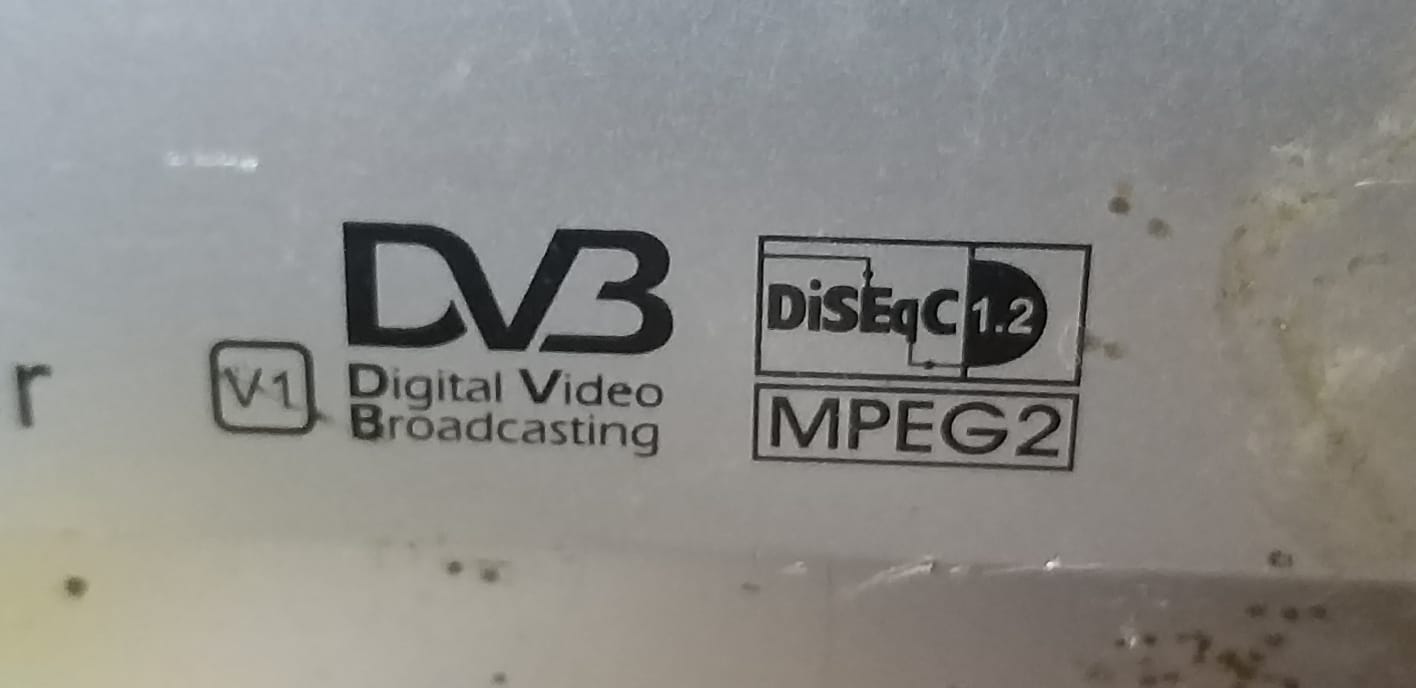 r
V1
DVB
Digital Video
Broadcasting
DiSEqC 1.2
MPEG2